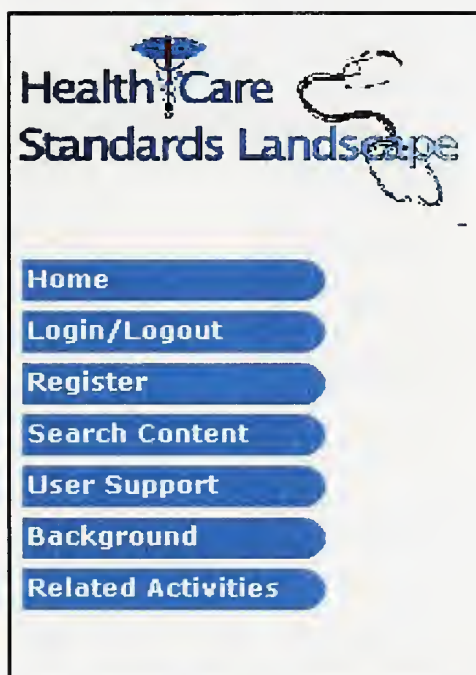 Health Care
Standards Landscape
Home
Login/Logout
Register
Search Content
User Support
Background
Related Activities